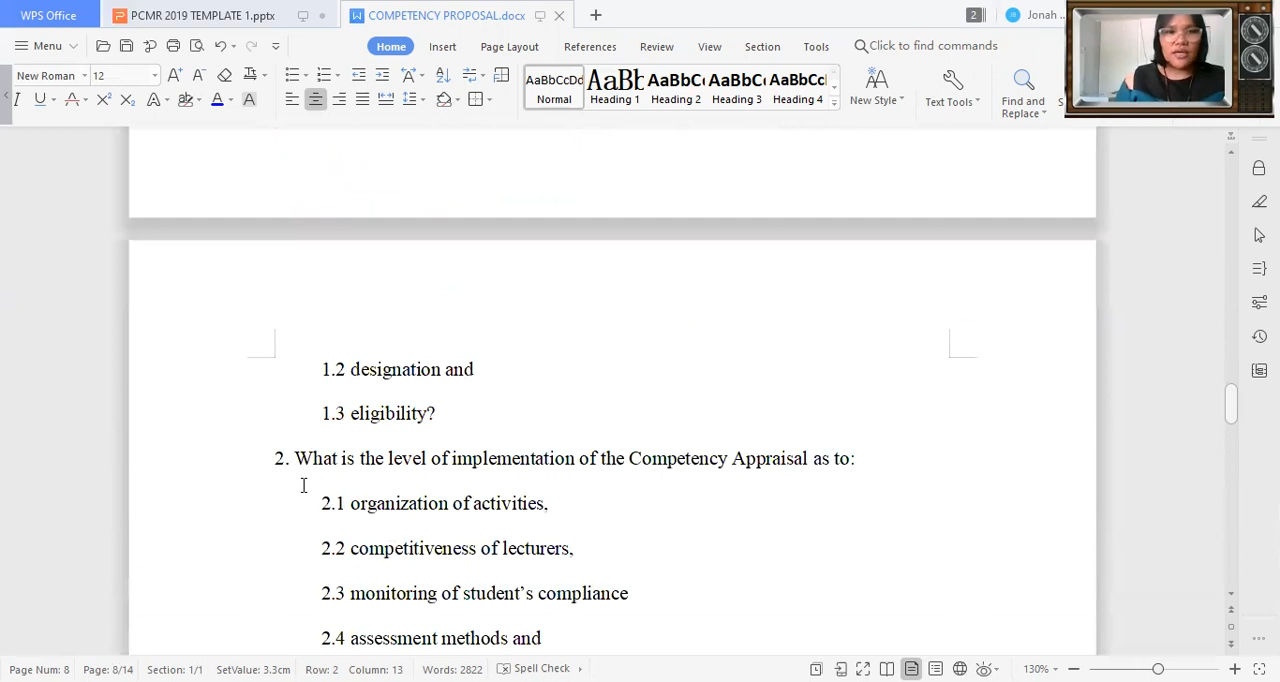 WPS Office
PCMR 2019 TEMPLATE 1.pptx
COMPETENCY PROPOSAL.docx
2
Jonah
Menu
Home
Insert
Page Layout
References
Review
View
Section
Tools
Click to find commands
New Roman
12
AaBbCcDd
Normal
AaBb
Heading 1
AaBbC
Heading 2
AaBbC
Heading 3
AaBbC
Heading 4
New Style
Text Tools
Find and
Replace
1.2 designation and
1.3 eligibility?
2. What is the level of implementation of the Competency Appraisal as to:
2.1 organization of activities,
2.2 competitiveness of lecturers,
2.3 monitoring of student’s compliance
2.4 assessment methods and
Page Num: 8
Page: 8/14
Section: 1/1
SetValue: 3.3cm
Row: 2
Column: 13
Words: 2822
Spell Check
130%